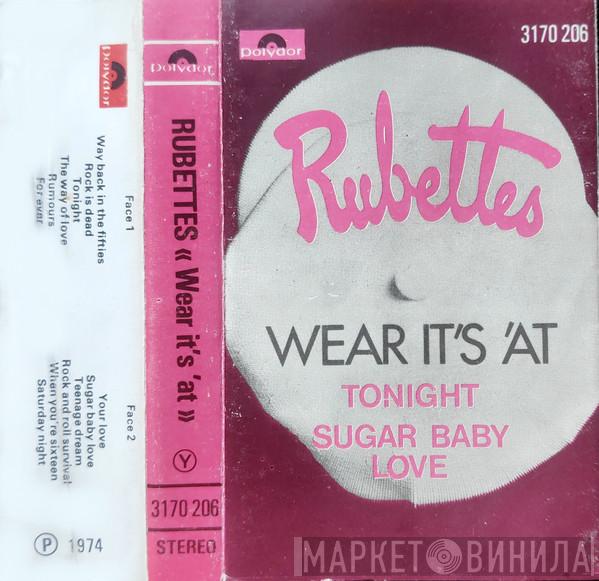 polydor
Face 1
Way back in the fifties
Rock is dead
Tonight
The way of love
Rumours
For ever
Face 2
Your love
Sugar baby love
Teenage dream
Rock and roll survival
When you're sixteen
Saturday night
P 1974
polydor
RUBETTES « Wear it's 'at »
Y
3170 206
STEREO
polydor
3170 206
Rubettes
WEAR IT'S 'AT
TONIGHT
SUGAR BABY
LOVE
МАРКЕТ ВИНИЛА